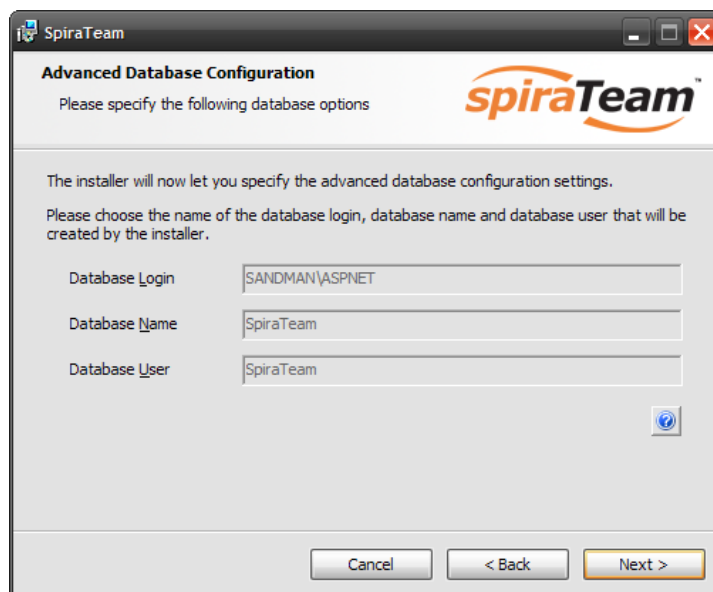 SpiraTeam
Advanced Database Configuration
Please specify the following database options
spiraTeam™
The installer will now let you specify the advanced database configuration settings.
Please choose the name of the database login, database name and database user that will be
created by the installer.
Database Login
SANDMAN\ASPNET
Database Name
SpiraTeam
Database User
SpiraTeam
Cancel
< Back
Next >